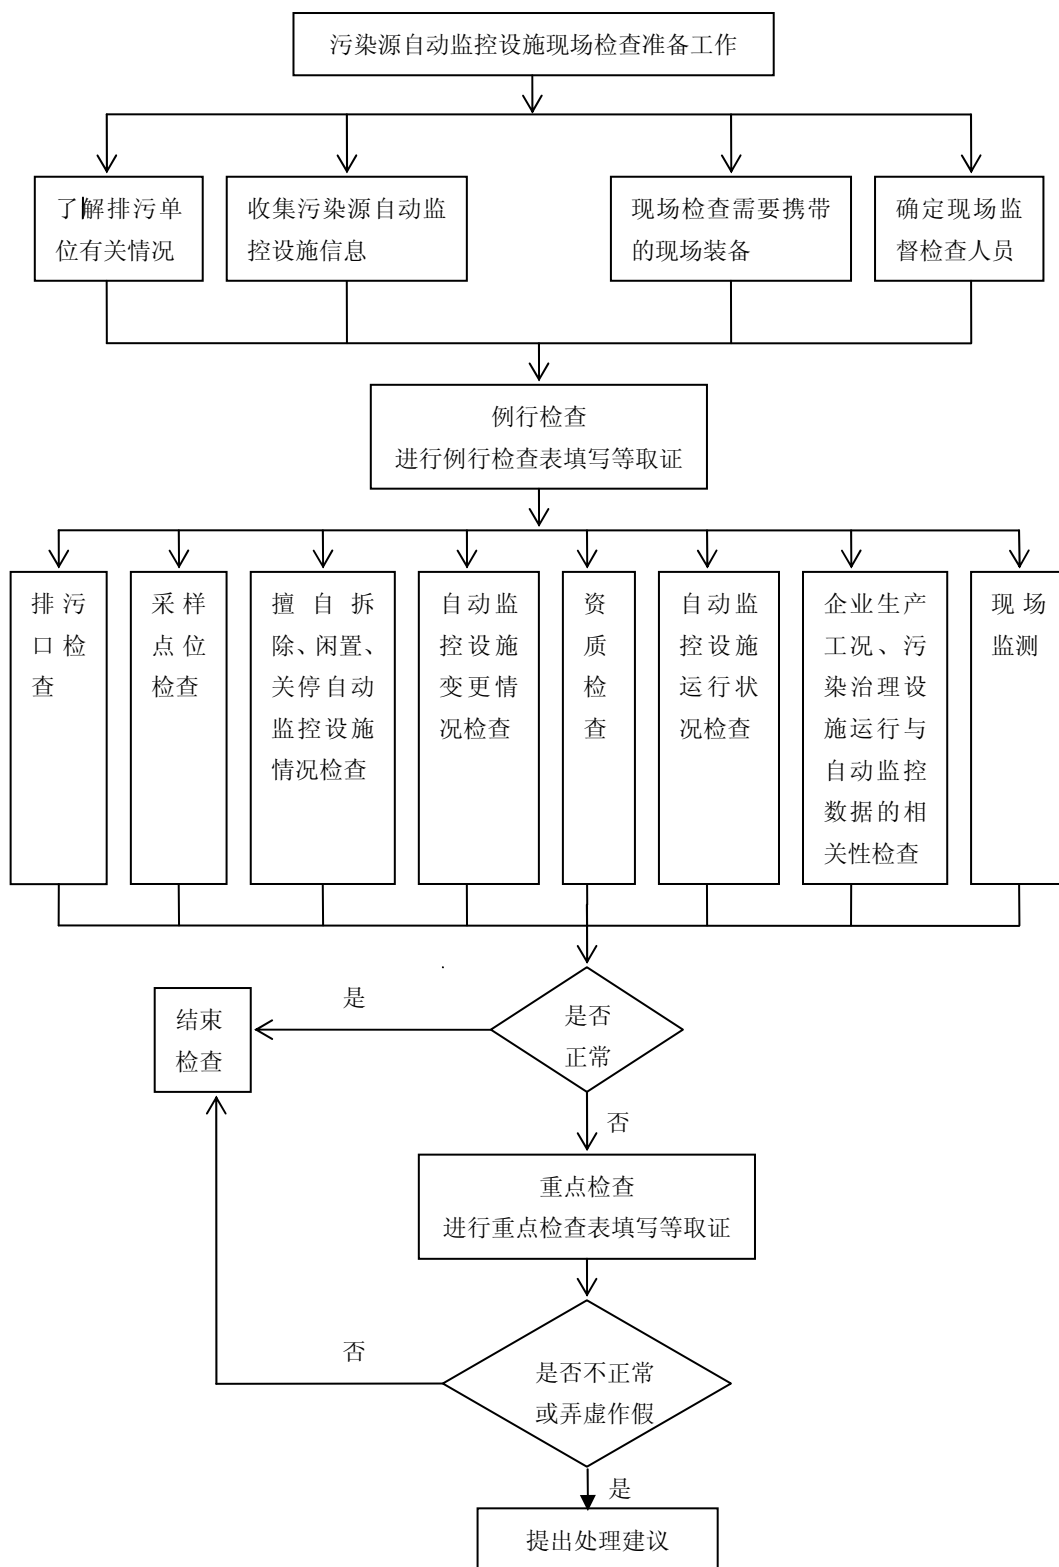 污染源自动监控设施现场检查准备工作
了解排污单
位有关情况
收集污染源自动监
控设施信息
现场检查需要携带
的现场装备
确定现场监
督检查人员
例行检查
进行例行检查表填写等取证
排污
口检
查
采样
点位
检查
擅自拆
除、闲置、
关停自动
监控设施
情况检查
自动监
控设施
变更情
况检查
资
质
检
查
自动监
控设施
运行状
况检查
企业生产
工况、污
染治理设
施运行与
自动监控
数据的相
关性检查
现场
监测
是否
正常
是
结束
检查
否
重点检查
进行重点检查表填写等取证
否
是否不正常
或弄虚作假
是
提出处理建议